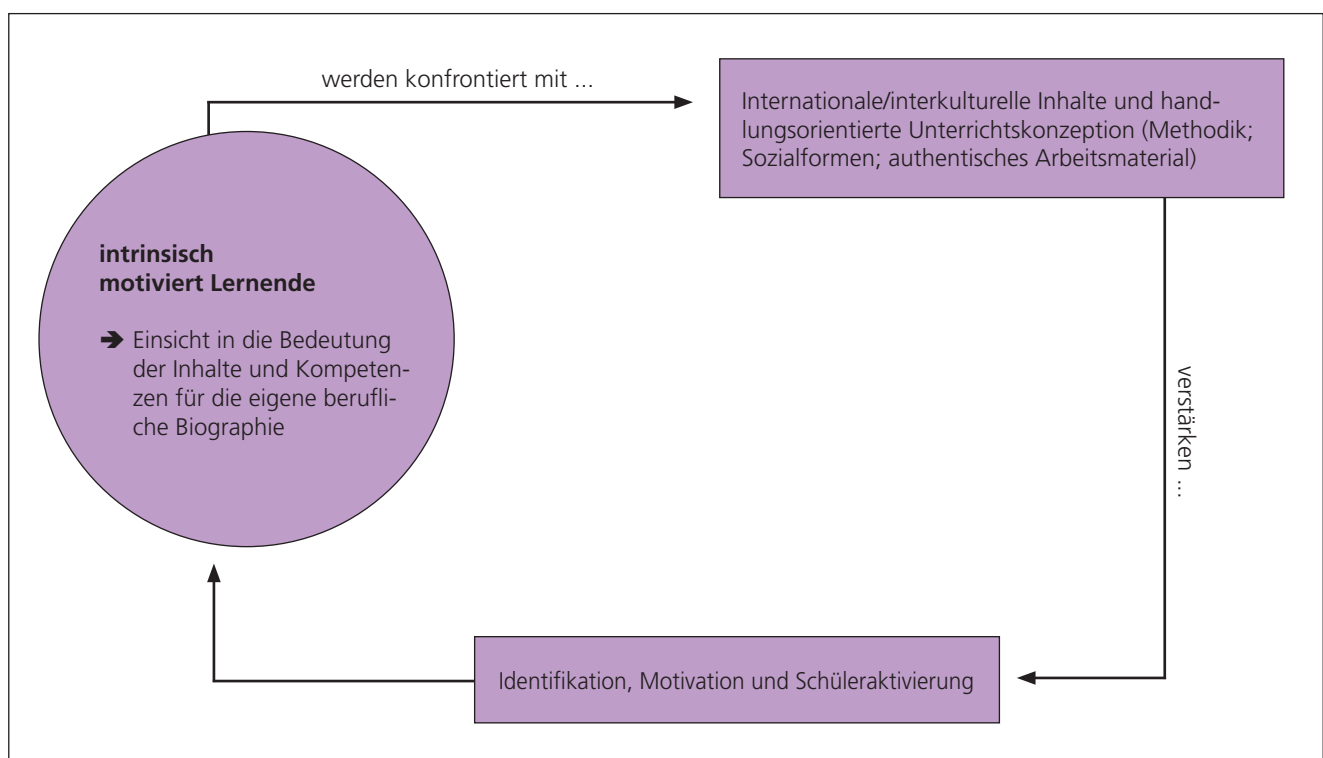 werden konfrontiert mit ...
Internationale/interkulturelle Inhalte und hand-
lungsorientierte Unterrichtskonzeption (Methodik;
Sozialformen; authentisches Arbeitsmaterial)
intrinsisch
motiviert Lernende
➔ Einsicht in die Bedeutung
der Inhalte und Kompeten-
zen für die eigene berufli-
che Biographie
verstärken ...
Identifikation, Motivation und Schüleraktivierung